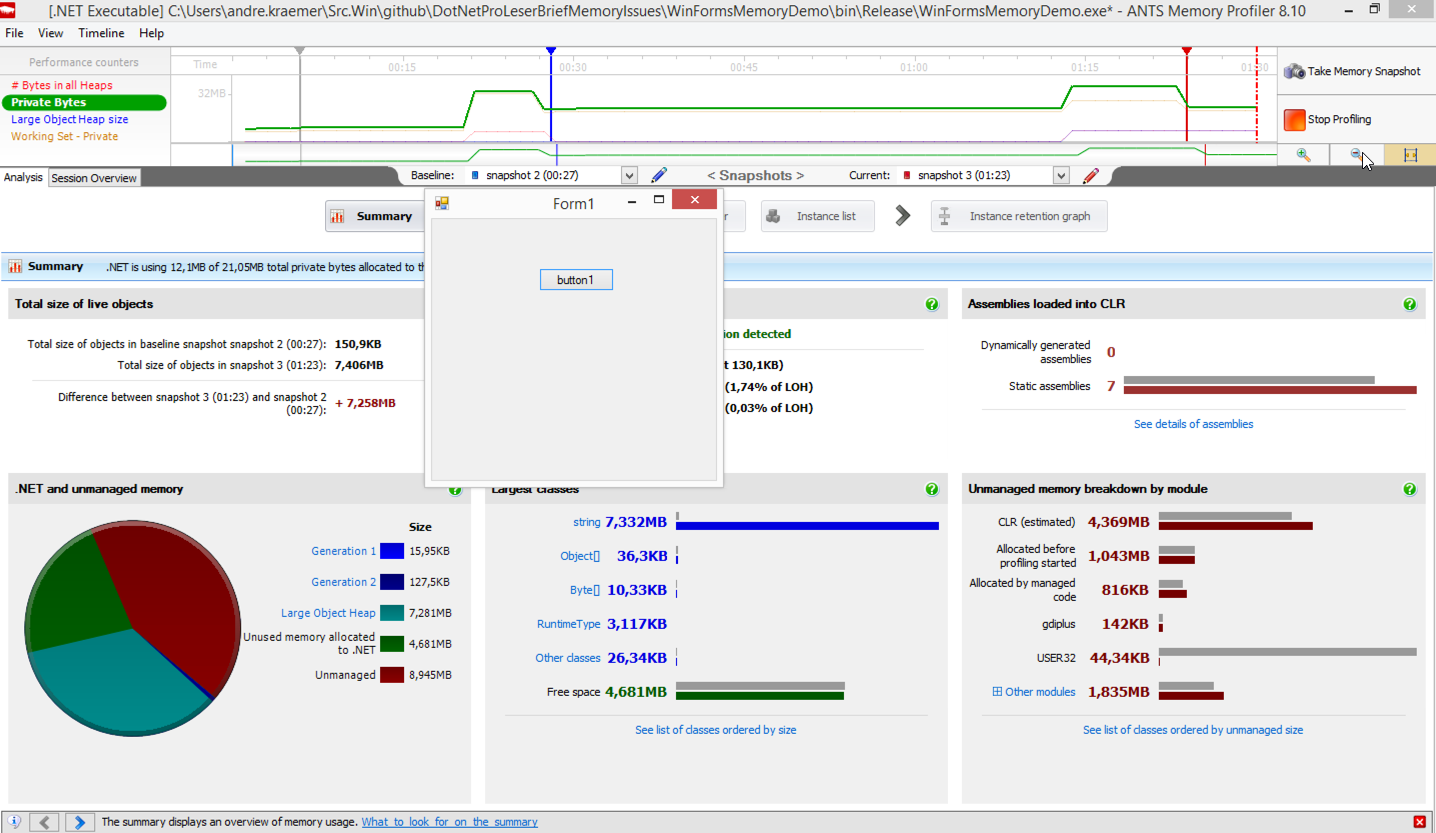 [.NET Executable] C:\Users\andre.kraemer\Src.Win\github\DotNetProLeserBriefMemoryIssues\WinFormsMemoryDemo\bin\Release\WinFormsMemoryDemo.exe* - ANTS Memory Profiler 8.10
File View Timeline Help
Performance counters
# Bytes in all Heaps
Private Bytes
Large Object Heap size
Working Set - Private
Time 00:15 00:30 00:45 01:00 01:15 01:30
32MB
Take Memory Snapshot
Stop Profiling
Analysis Session Overview
Baseline: snapshot 2 (00:27) < Snapshots > Current: snapshot 3 (01:23)
Form1
button1
Summary
Instance list
Instance retention graph
Summary .NET is using 12,1MB of 21,05MB total private bytes allocated to th
Total size of live objects
Total size of objects in baseline snapshot snapshot 2 (00:27): 150,9KB
Total size of objects in snapshot 3 (01:23): 7,406MB
Difference between snapshot 3 (01:23) and snapshot 2
(00:27): + 7,258MB
ion detected
t 130,1KB)
(1,74% of LOH)
(0,03% of LOH)
Assemblies loaded into CLR
Dynamically generated
assemblies 0
Static assemblies 7
See details of assemblies
.NET and unmanaged memory
Size
Generation 1 15,95KB
Generation 2 127,5KB
Large Object Heap 7,281MB
Unused memory allocated
to .NET 4,681MB
Unmanaged 8,945MB
Largest classes
string 7,332MB
Object[] 36,3KB
Byte[] 10,33KB
RuntimeType 3,117KB
Other classes 26,34KB
Free space 4,681MB
See list of classes ordered by size
Unmanaged memory breakdown by module
CLR (estimated) 4,369MB
Allocated before
profiling started 1,043MB
Allocated by managed
code 816KB
gdiplus 142KB
USER32 44,34KB
Other modules 1,835MB
See list of classes ordered by unmanaged size
The summary displays an overview of memory usage. What to look for on the summary